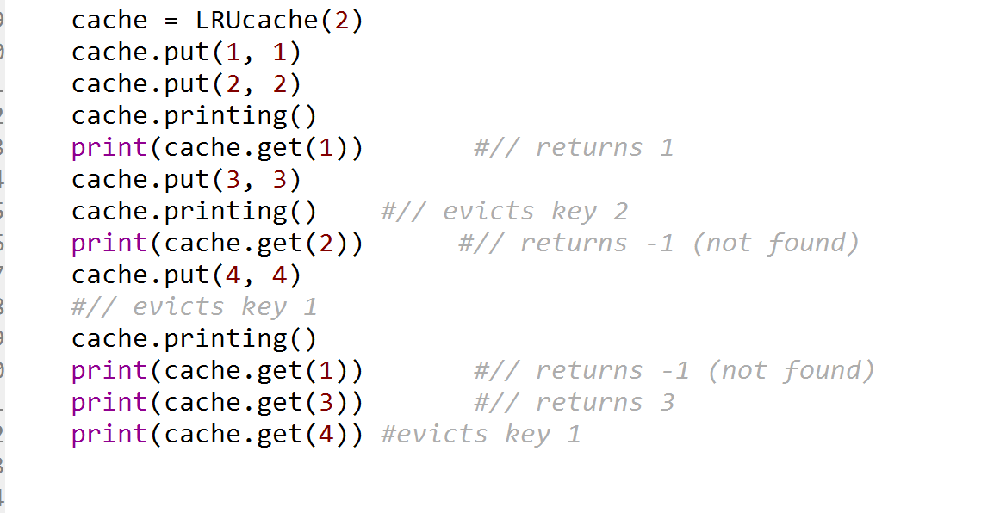 cache = LRUcache(2)
cache.put(1, 1)
cache.put(2, 2)
cache.printing()
print(cache.get(1))       #// returns 1
cache.put(3, 3)
cache.printing()    #// evicts key 2
print(cache.get(2))      #// returns -1 (not found)
cache.put(4, 4)
#// evicts key 1
cache.printing()
print(cache.get(1))       #// returns -1 (not found)
print(cache.get(3))       #// returns 3
print(cache.get(4)) #evicts key 1